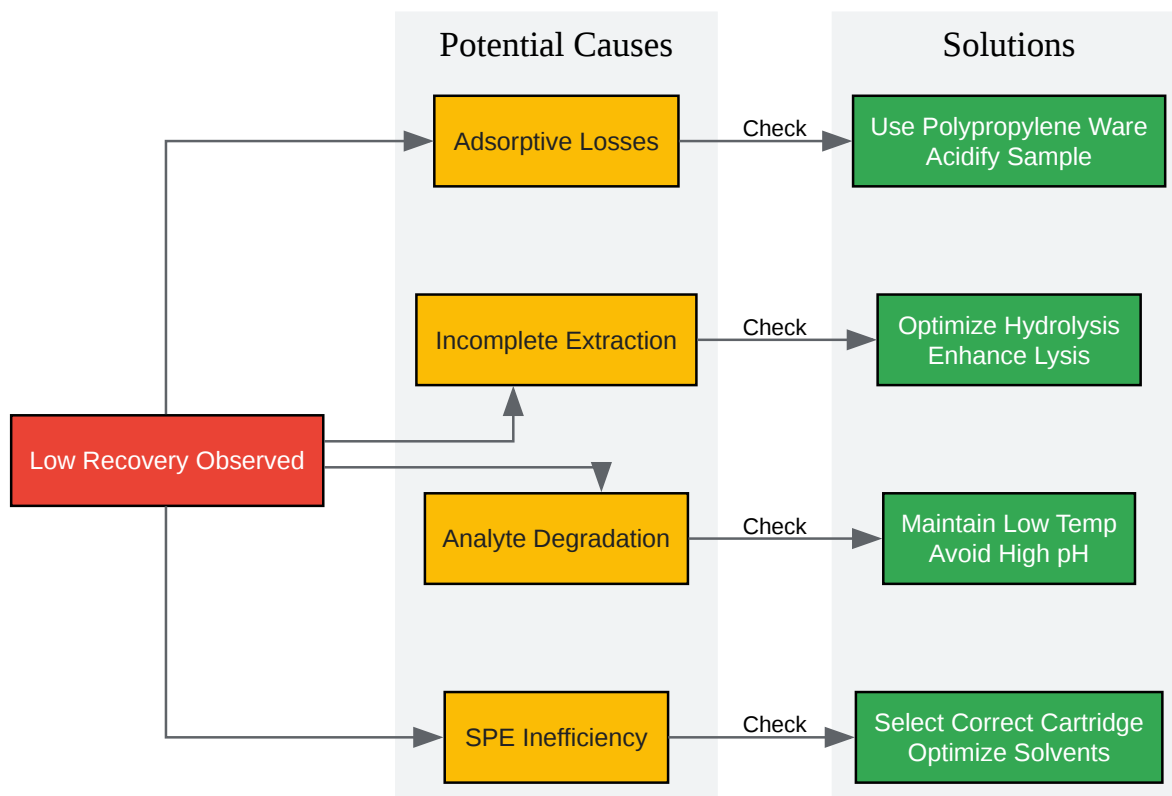 Potential Causes
Solutions
Adsorptive Losses
Check
Use Polypropylene Ware
Acidify Sample
Incomplete Extraction
Check
Optimize Hydrolysis
Enhance Lysis
Low Recovery Observed
Analyte Degradation
Check
Maintain Low Temp
Avoid High pH
SPE Inefficiency
Check
Select Correct Cartridge
Optimize Solvents